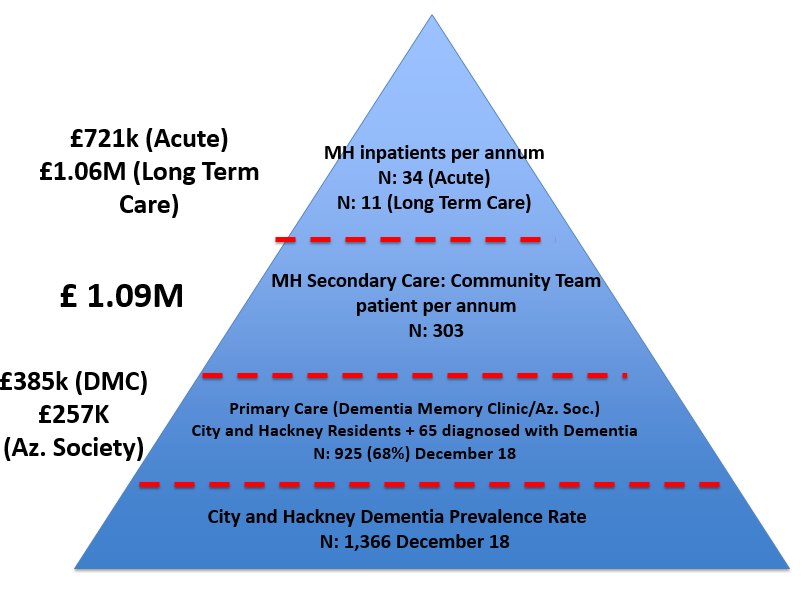 £721k (Acute)
£1.06M (Long Term
Care)
MH inpatients per annum
N: 34 (Acute)
N: 11 (Long Term Care)
£ 1.09M
MH Secondary Care: Community Team
patient per annum
N: 303
£385k (DMC)
£257K
(Az. Society)
Primary Care (Dementia Memory Clinic/Az. Soc.)
City and Hackney Residents + 65 diagnosed with Dementia
N: 925 (68%) December 18
City and Hackney Dementia Prevalence Rate
N: 1,366 December 18